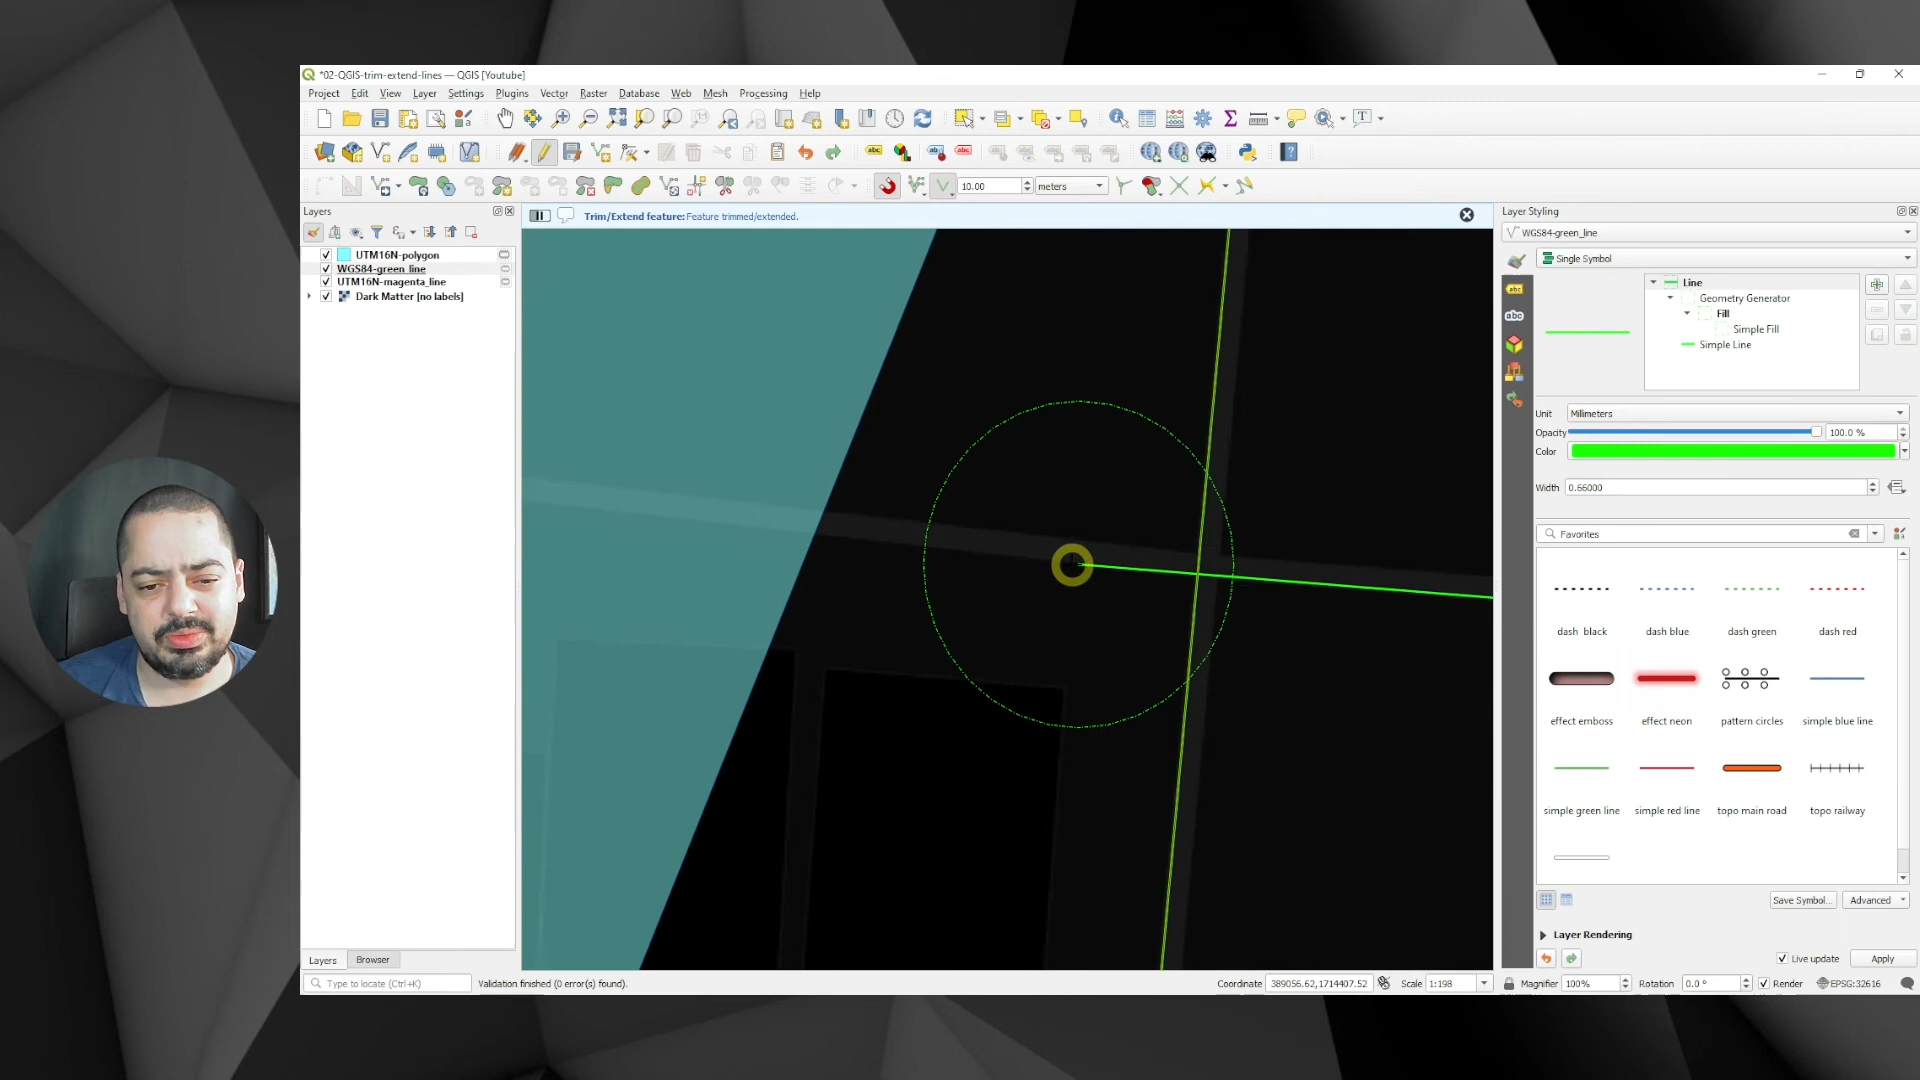 *02-QGIS-trim-extend-lines — QGIS [Youtube]
Project Edit View Layer Settings Plugins Vector Raster Database Web Mesh Processing Help
10.00 meters
Layers
Trim/Extend feature: Feature trimmed/extended.
UTM16N-polygon
WGS84-green_line
UTM16N-magenta_line
Dark Matter [no labels]
Layer Styling
WGS84-green_line
Single Symbol
Line
Geometry Generator
Fill
Simple Fill
Simple Line
Unit Milimeters
Opacity 100.0 %
Color
Width 0.66000
Favorites
dash black dash blue dash green dash red
effect emboss effect neon pattern circles simple blue line
simple green line simple red line topo main road topo railway
Save Symbol... Advanced
Layer Rendering
Live update Apply
Layers Browser
Type to locate (Ctrl+K) Validation finished (0 error(s) found). Coordinate 389056.62,1714407.52 Scale 1:198 Magnifier 100% Rotation 0.0 ° Render EPSG:32616